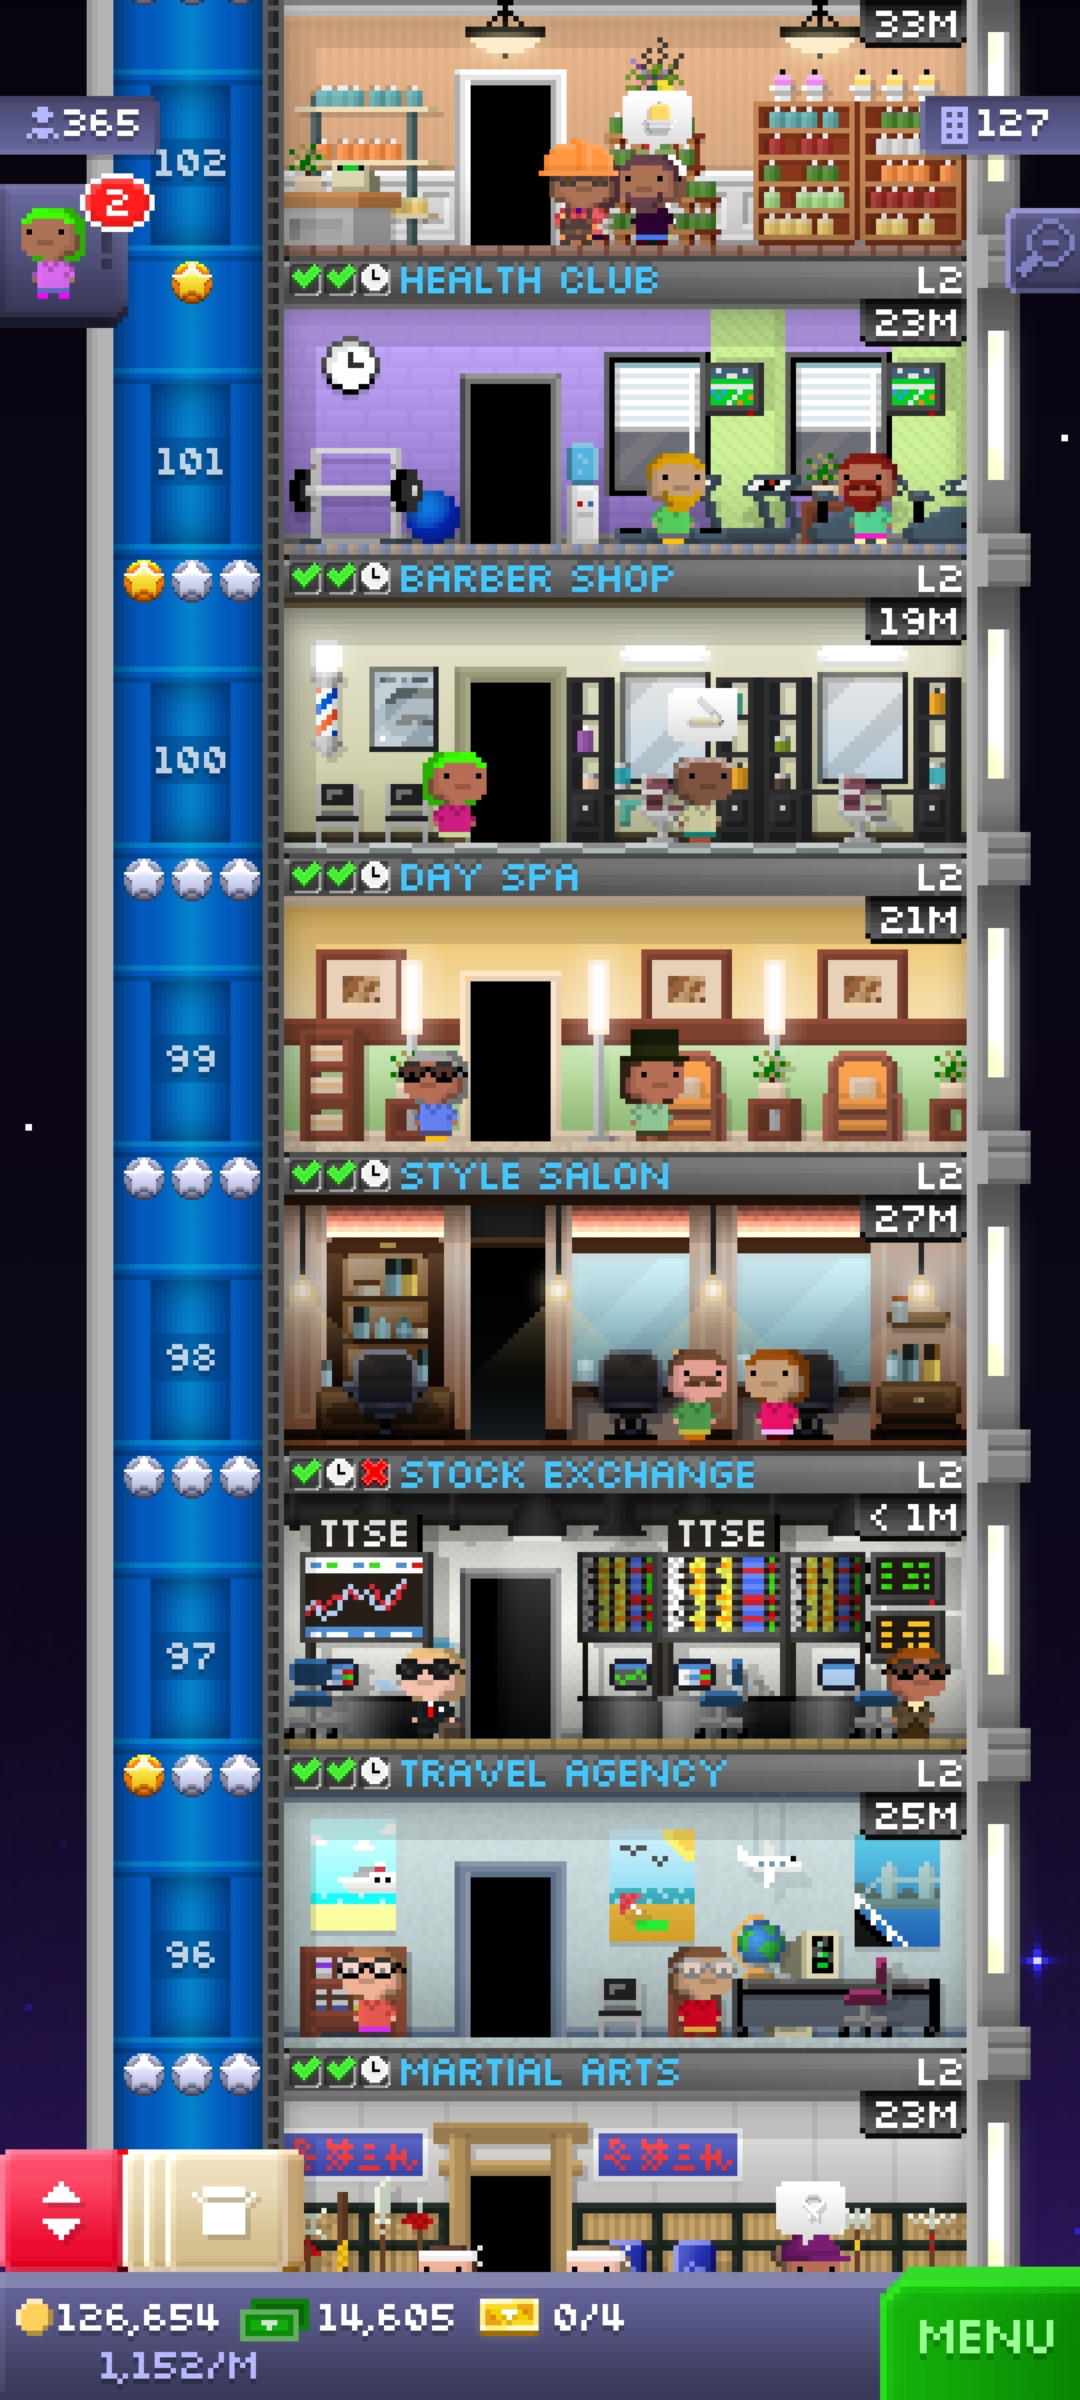 33M
365
127
102
2
HEALTH CLUB L2
23M
101
BARBER SHOP L2
19M
100
DAY SPA L2
21M
99
STYLE SALON L2
27M
98
STOCK EXCHANGE
< 1M
TTSE TTSE
97
TRAVEL AGENCY L2
25M
96
MARTIAL ARTS L2
23M
126,654 14,605 0/4
1,152/M
MENU